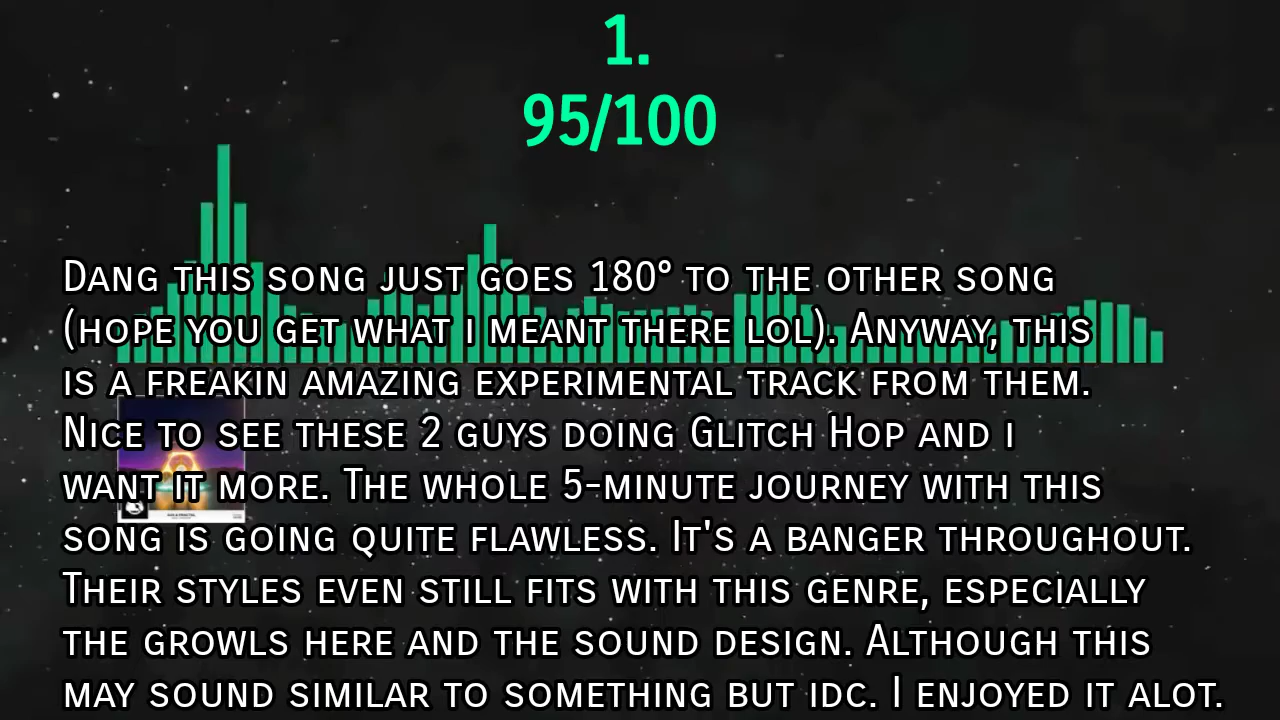 1.
95/100
Dang this song just goes 180° to the other song
(hope you get what i meant there lol). Anyway, this
is a freakin amazing experimental track from them.
Nice to see these 2 guys doing Glitch Hop and i
want it more. The whole 5-minute journey with this
song is going quite flawless. It's a banger throughout.
Their styles even still fits with this genre, especially
the growls here and the sound design. Although this
may sound similar to something but idc. I enjoyed it alot.